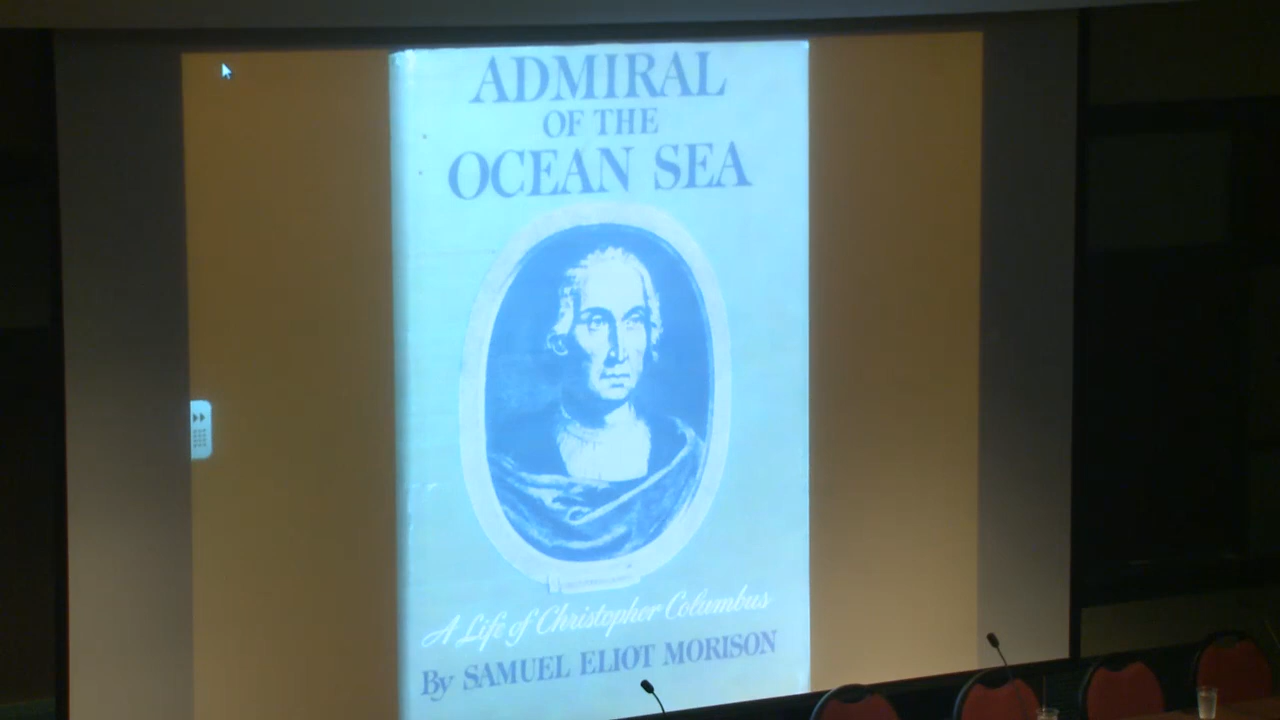 ADMIRAL
OF THE
OCEAN SEA
A Life of Christopher Columbus
By SAMUEL ELIOT MORISON